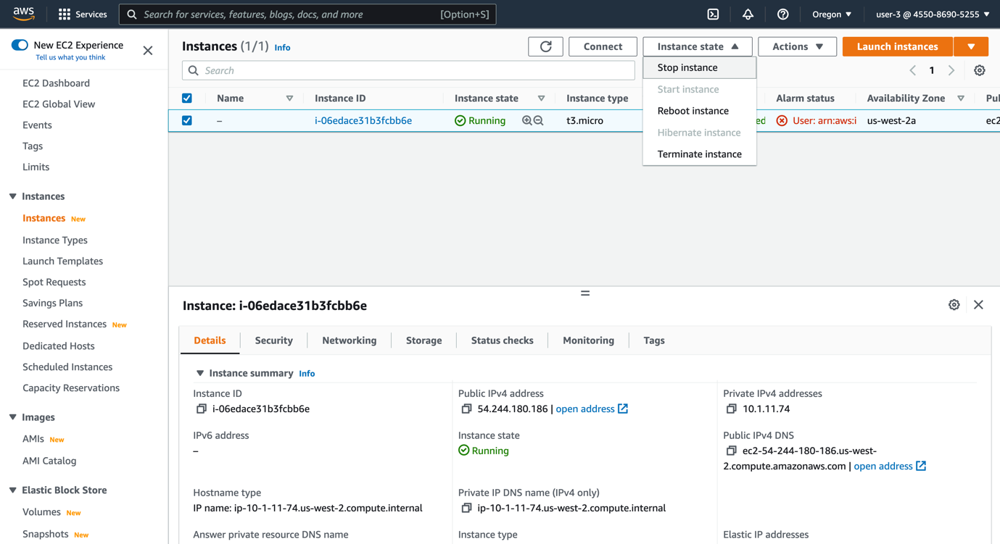 aws Services Search for services, features, blogs, docs, and more [Option+S] Oregon ▼ user-3 @ 4550-8690-5255 ▼
New EC2 Experience
Tell us what you think
EC2 Dashboard
EC2 Global View
Events
Tags
Limits
Instances
Instances New
Instance Types
Launch Templates
Spot Requests
Savings Plans
Reserved Instances New
Dedicated Hosts
Scheduled Instances
Capacity Reservations
Images
AMIs New
AMI Catalog
Elastic Block Store
Volumes New
Snapshots New
Instances (1/1) Info Connect Instance state ▲ Actions ▼ Launch instances ▼
Search 1
Stop instance
Start instance
Reboot instance
Hibernate instance
Terminate instance
Name Instance ID Instance state Instance type Alarm status Availability Zone Pu
– i-06edace31b3fcbb6e Running t3.micro ed User: arn:aws:i us-west-2a ec2
Instance: i-06edace31b3fcbb6e
Details Security Networking Storage Status checks Monitoring Tags
Instance summary Info
Instance ID
i-06edace31b3fcbb6e
Public IPv4 address
54.244.180.186 | open address
Private IPv4 addresses
10.1.11.74
IPv6 address
–
Instance state
Running
Public IPv4 DNS
ec2-54-244-180-186.us-west-
2.compute.amazonaws.com | open address
Hostname type
IP name: ip-10-1-11-74.us-west-2.compute.internal
Private IP DNS name (IPv4 only)
ip-10-1-11-74.us-west-2.compute.internal
Answer private resource DNS name
Instance type
Elastic IP addresses